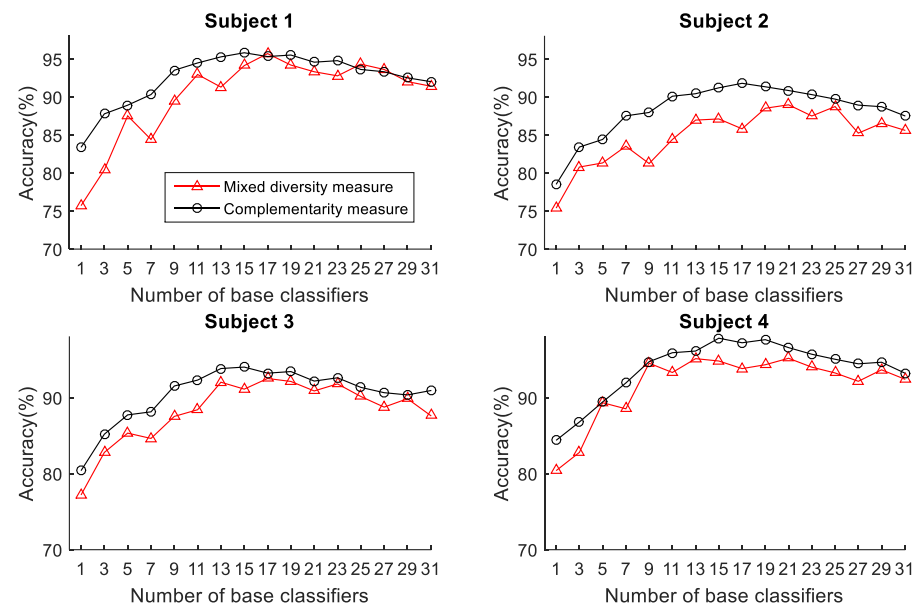 Subject 1
Accuracy(%)
95
90
85
80
75
70
Mixed diversity measure
Complementarity measure
1 3 5 7 9 11 13 15 17 19 21 23 25 27 29 31
Number of base classifiers
Subject 2
Accuracy(%)
95
90
85
80
75
70
1 3 5 7 9 11 13 15 17 19 21 23 25 27 29 31
Number of base classifiers
Subject 3
Accuracy(%)
90
80
70
1 3 5 7 9 11 13 15 17 19 21 23 25 27 29 31
Number of base classifiers
Subject 4
Accuracy(%)
90
80
70
1 3 5 7 9 11 13 15 17 19 21 23 25 27 29 31
Number of base classifiers